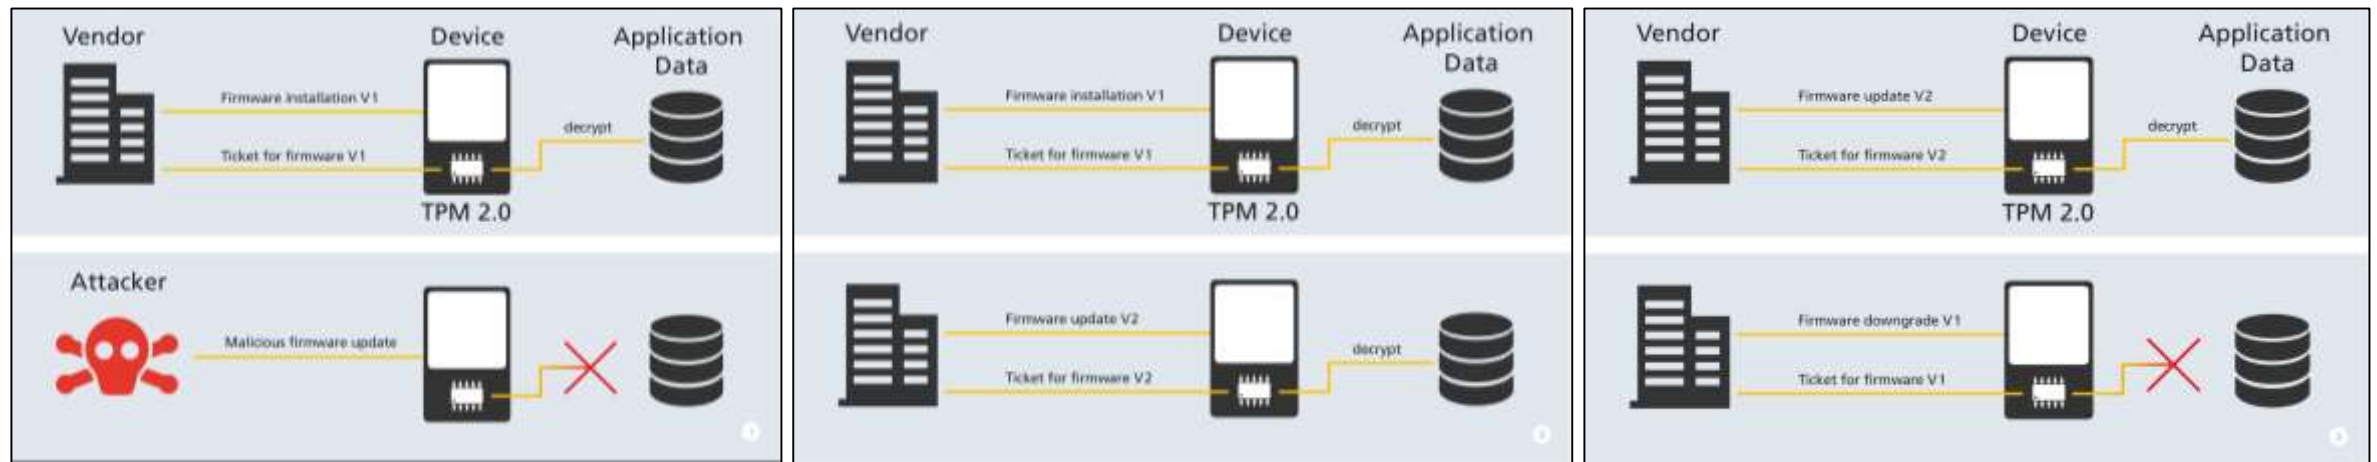 Vendor
Device
Application
Data
Firmware installation V1
decrypt
Ticket for firmware V1
TPM 2.0
Attacker
Malicious firmware update
1
Vendor
Device
Application
Data
Firmware installation V1
decrypt
Ticket for firmware V1
TPM 2.0
Firmware update V2
decrypt
Ticket for firmware V2
Vendor
Device
Application
Data
Firmware update V2
decrypt
Ticket for firmware V2
TPM 2.0
Firmware downgrade V1
Ticket for firmware V1